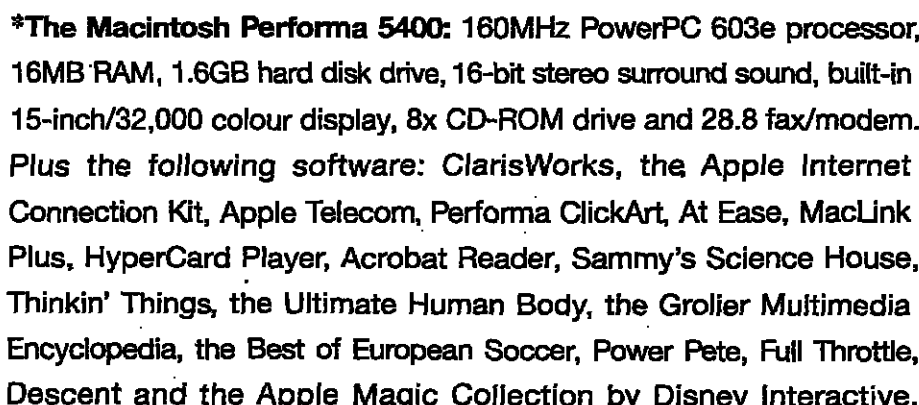 *The Macintosh Performa 5400: 160MHz PowerPC 603e processor,
16MB RAM, 1.6GB hard disk drive, 16-bit stereo surround sound, built-in
15-inch/32,000 colour display, 8x CD-ROM drive and 28.8 fax/modem.
Plus the following software: ClarisWorks, the Apple Internet
Connection Kit, Apple Telecom, Performa ClickArt, At Ease, MacLink
Plus, HyperCard Player, Acrobat Reader, Sammy's Science House,
Thinkin' Things, the Ultimate Human Body, the Grolier Multimedia
Encyclopedia, the Best of European Soccer, Power Pete, Full Throttle,
Descent and the Apple Magic Collection by Disney Interactive.